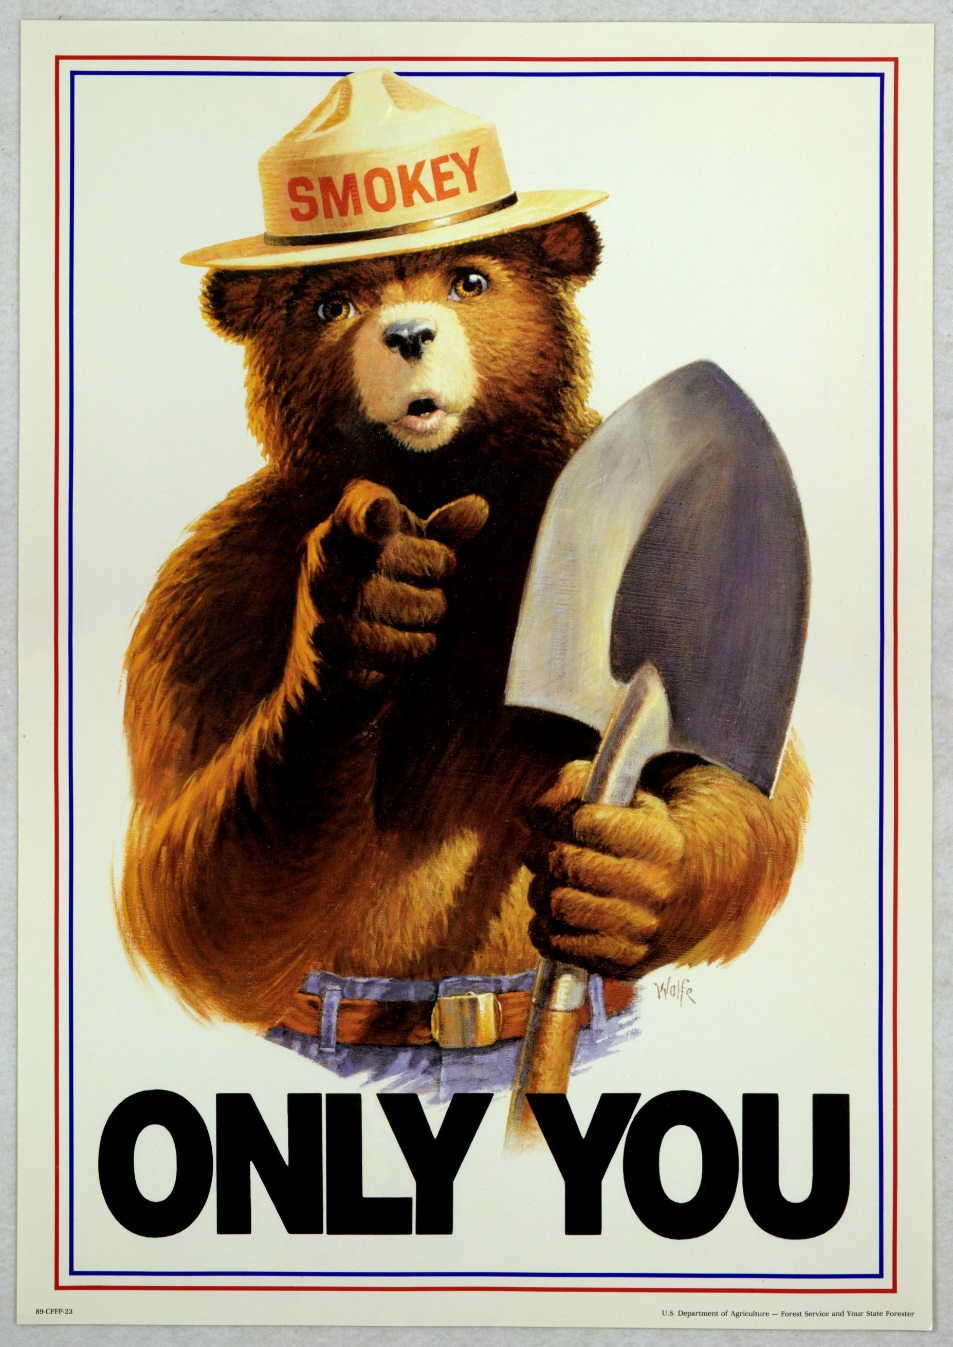 SMOKEY
Wolfe
ONLY YOU
89-CFFP-23
U.S. Department of Agriculture — Forest Service and Your State Forester